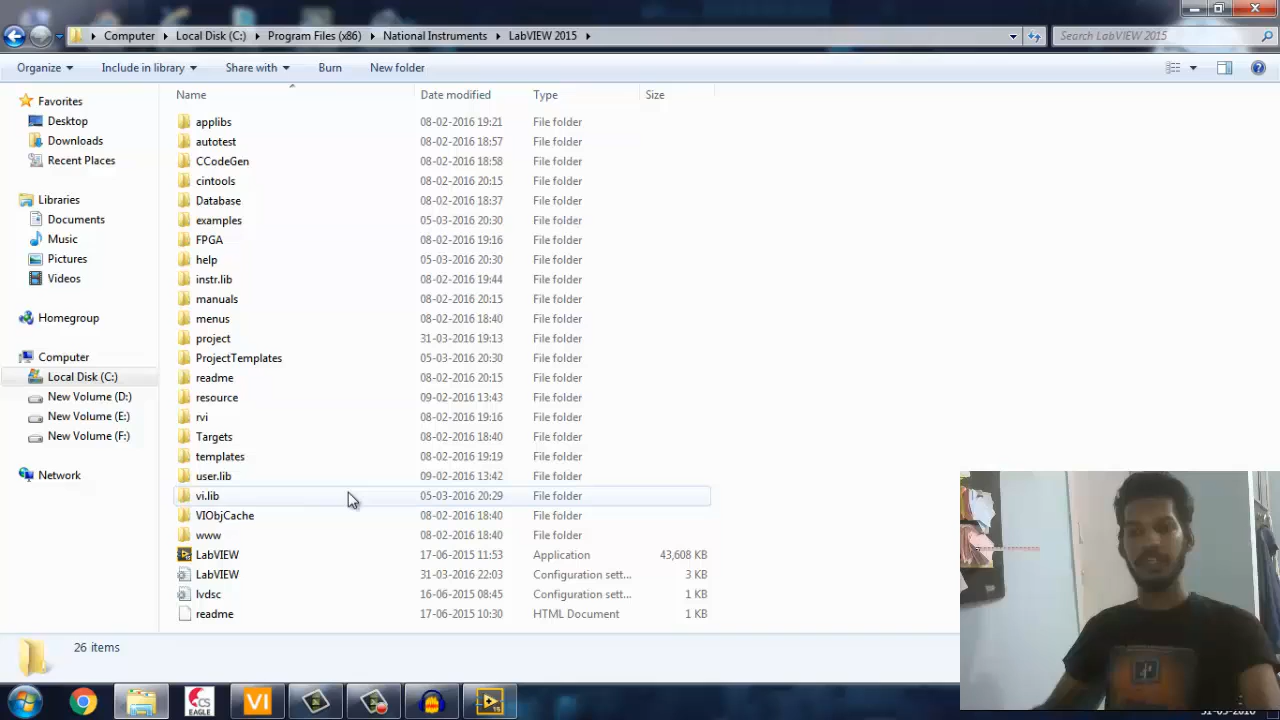 Computer Local Disk (C:) Program Files (x86) National Instruments LabVIEW 2015 Search LabVIEW 2015
Organize Include in library Share with Burn New folder
Name Date modified Type Size
Favorites
Desktop
Downloads
Recent Places
Libraries
Documents
Music
Pictures
Videos
Homegroup
Computer
Local Disk (C:)
New Volume (D:)
New Volume (E:)
New Volume (F:)
Network
applibs 08-02-2016 19:21 File folder
autotest 08-02-2016 18:57 File folder
CCodeGen 08-02-2016 18:58 File folder
cintools 08-02-2016 20:15 File folder
Database 08-02-2016 18:37 File folder
examples 05-03-2016 20:30 File folder
FPGA 08-02-2016 19:16 File folder
help 05-03-2016 20:30 File folder
instr.lib 08-02-2016 19:44 File folder
manuals 08-02-2016 20:15 File folder
menus 08-02-2016 18:40 File folder
project 31-03-2016 19:13 File folder
ProjectTemplates 05-03-2016 20:30 File folder
readme 08-02-2016 20:15 File folder
resource 09-02-2016 13:43 File folder
rvi 08-02-2016 19:16 File folder
Targets 08-02-2016 18:40 File folder
templates 08-02-2016 19:19 File folder
user.lib 09-02-2016 13:42 File folder
vi.lib 05-03-2016 20:29 File folder
VIObjCache 08-02-2016 18:40 File folder
www 08-02-2016 18:40 File folder
LabVIEW 17-06-2015 11:53 Application 43,608 KB
LabVIEW 31-03-2016 22:03 Configuration sett... 3 KB
lvdsc 16-06-2015 08:45 Configuration sett... 1 KB
readme 17-06-2015 10:30 HTML Document 1 KB
26 items
CS
EAGLE
VI